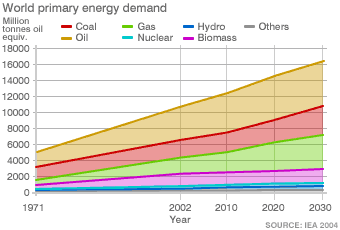 World primary energy demand
Million
tonnes oil
equiv.
Coal Gas Hydro Others
Oil Nuclear Biomass
18000
16000
14000
12000
10000
8000
6000
4000
2000
0
1971 2002 2010 2020 2030
Year
SOURCE: IEA 2004